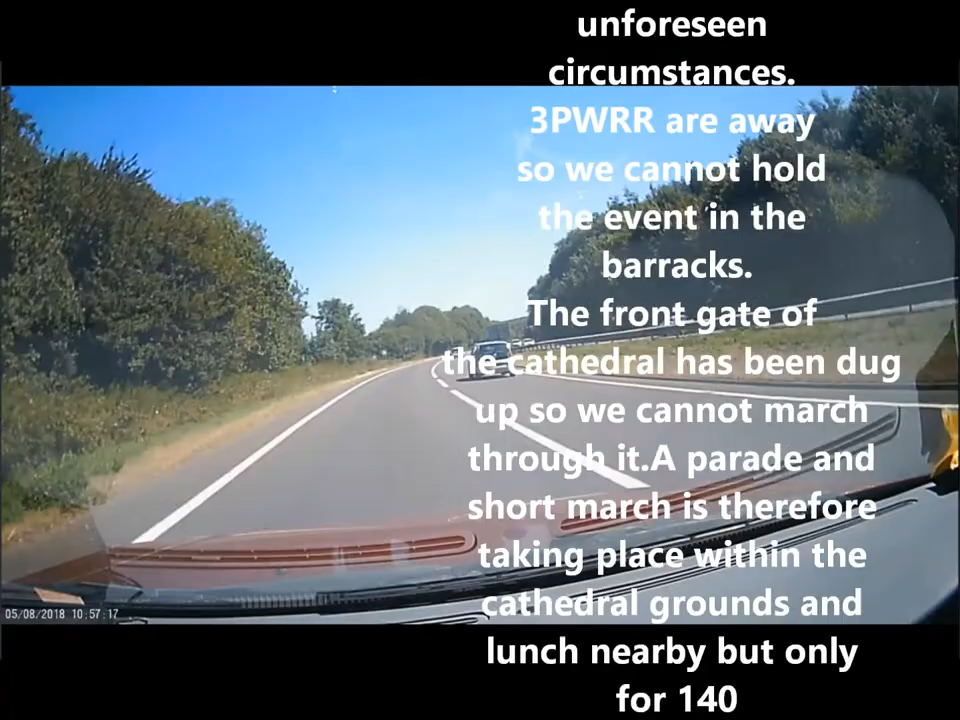 unforeseen
circumstances.
3PWRR are away
so we cannot hold
the event in the
barracks.
The front gate of
the cathedral has been dug
up so we cannot march
through it.A parade and
short march is therefore
taking place within the
cathedral grounds and
lunch nearby but only
for 140
05/08/2018 10:57:17